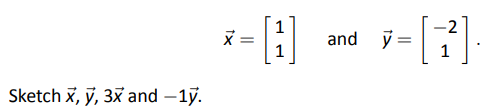 x⃗ = [1 1] and y⃗ = [−2 1].
Sketch x⃗, y⃗, 3x⃗ and −1y⃗.